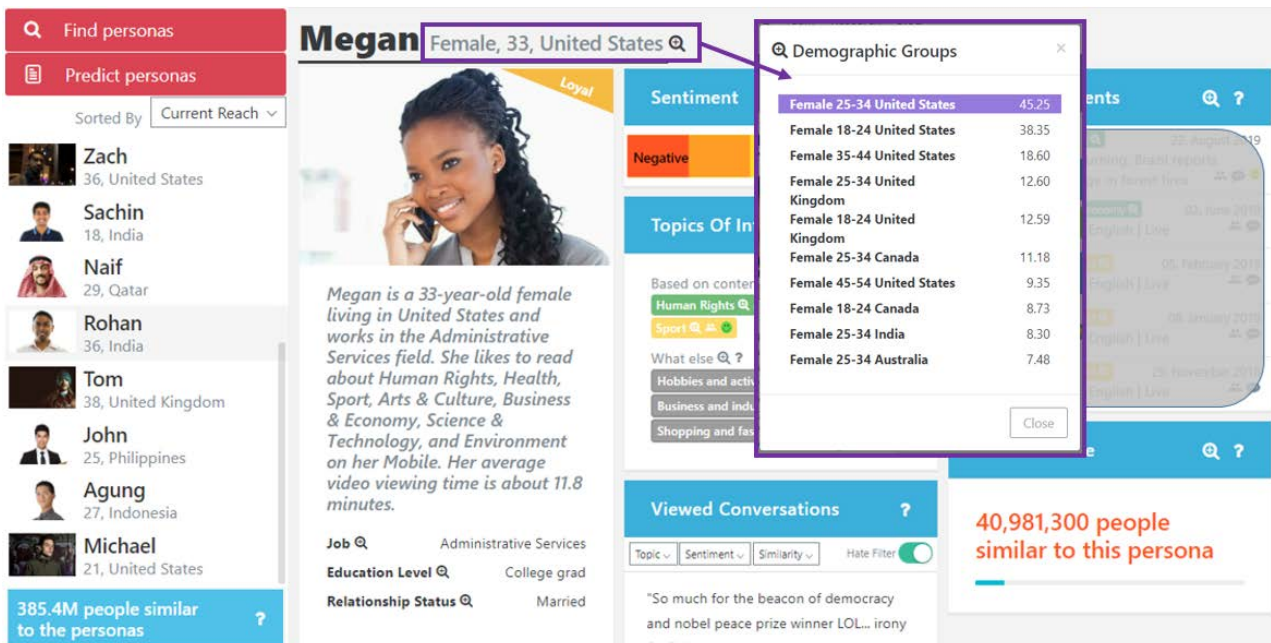 Find personas
Predict personas
Sorted By Current Reach
Zach
36, United States
Sachin
18, India
Naif
29, Qatar
Rohan
36, India
Tom
38, United Kingdom
John
25, Philippines
Agung
27, Indonesia
Michael
21, United States
385.4M people similar
to the personas ?
Megan Female, 33, United States
Loyal
Megan is a 33-year-old female
living in United States and
works in the Administrative
Services field. She likes to read
about Human Rights, Health,
Sport, Arts & Culture, Business
& Economy, Science &
Technology, and Environment
on her Mobile. Her average
video viewing time is about 11.8
minutes.
Job Administrative Services
Education Level College grad
Relationship Status Married
Sentiment
Negative
Topics Of
Based on
Human Rights
Sport
What else ?
Hobbies and
Business and
Shopping and
Viewed Conversations ?
Topic Sentiment Similarity Hate Filter
"So much for the beacon of democracy
and nobel peace prize winner LOL... irony
Demographic Groups ×
Female 25-34 United States 45.25
Female 18-24 United States 38.35
Female 35-44 United States 18.60
Female 25-34 United
Kingdom 12.60
Female 18-24 United
Kingdom 12.59
Female 25-34 Canada 11.18
Female 45-54 United States 9.35
Female 18-24 Canada 8.73
Female 25-34 India 8.30
Female 25-34 Australia 7.48
Close
ents ?
22. August 2019
reports,
in forest fires
02. June 2019
English | Live
05. February 2019
English | Live
08. January 2019
English | Live
November 2018
English | Live
e ?
40,981,300 people
similar to this persona